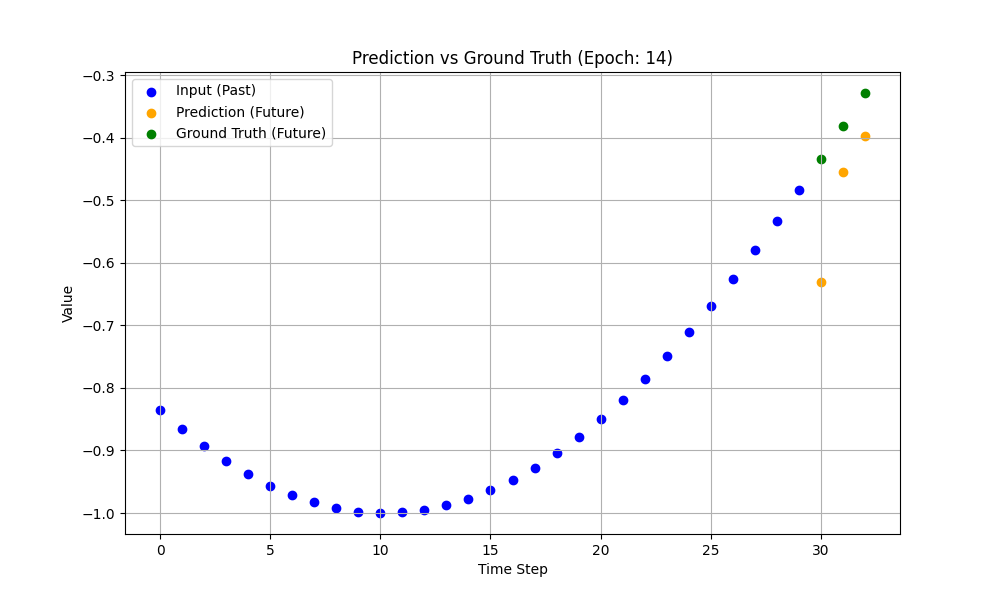 Prediction vs Ground Truth (Epoch: 14)
Input (Past)
Prediction (Future)
Ground Truth (Future)
Value
−0.3
−0.4
−0.5
−0.6
−0.7
−0.8
−0.9
−1.0
0
5
10
15
20
25
30
Time Step